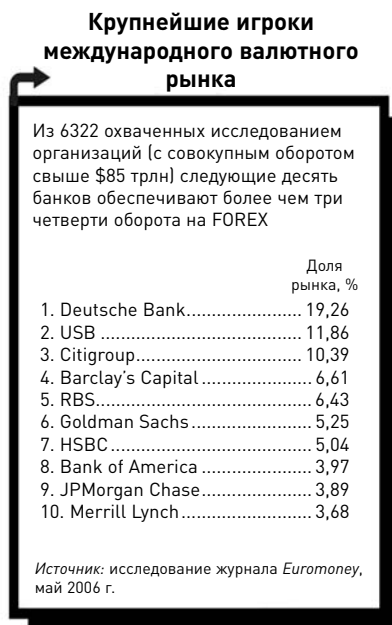 Крупнейшие игроки
международного валютного
рынка
Из 6322 охваченных исследованием
организаций (с совокупным оборотом
свыше $85 трлн) следующие десять
банков обеспечивают более чем три
четверти оборота на FOREX
Доля
рынка, %
1. Deutsche Bank....................... 19,26
2. USB ..................................... 11,86
3. Citigroup.............................. 10,39
4. Barclay’s Capital .................... 6,61
5. RBS........................................ 6,43
6. Goldman Sachs...................... 5,25
7. HSBC ..................................... 5,04
8. Bank of America .................... 3,97
9. JPMorgan Chase.................... 3,89
10. Merrill Lynch........................ 3,68
Источник: исследование журнала Euromoney,
май 2006 г.